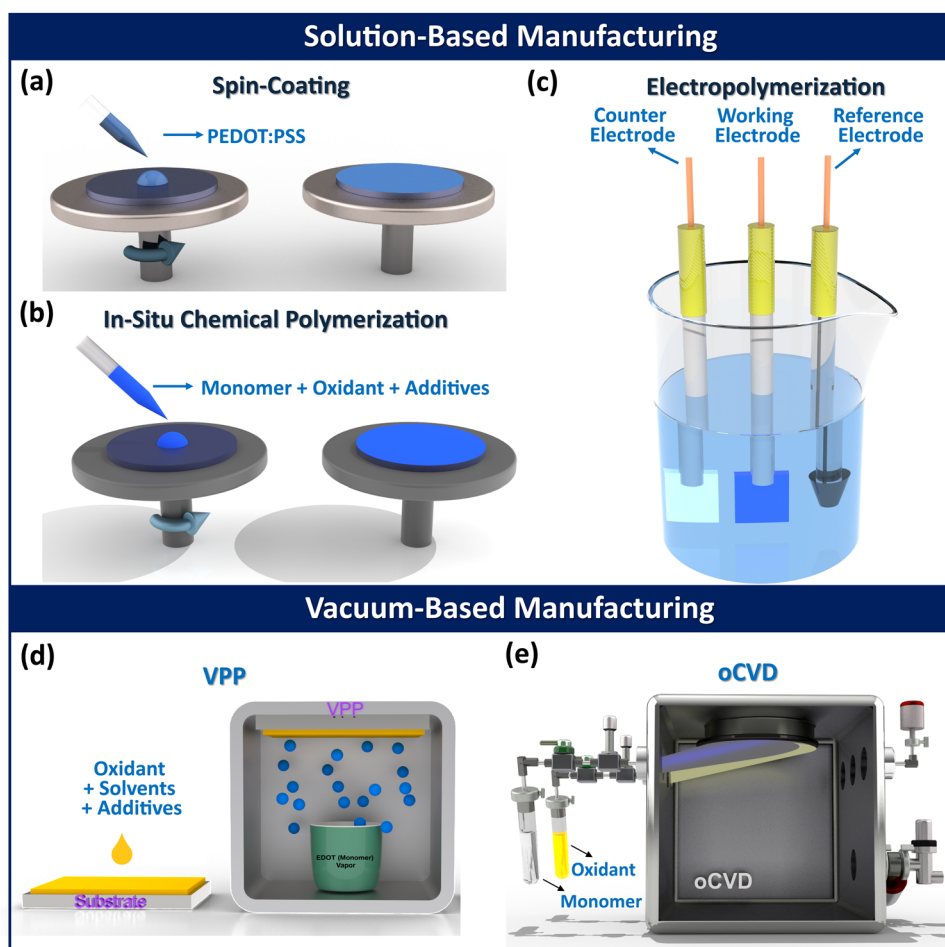 Solution-Based Manufacturing
(a)
Spin-Coating
PEDOT:PSS
(b)
In-Situ Chemical Polymerization
Monomer + Oxidant + Additives
(c)
Electropolymerization
Counter
Electrode
Working
Electrode
Reference
Electrode
Vacuum-Based Manufacturing
(d)
VPP
Oxidant
+ Solvents
+ Additives
Substrate
VPP
EDOT (Monomer)
Vapor
(e)
oCVD
Oxidant
Monomer
oCVD